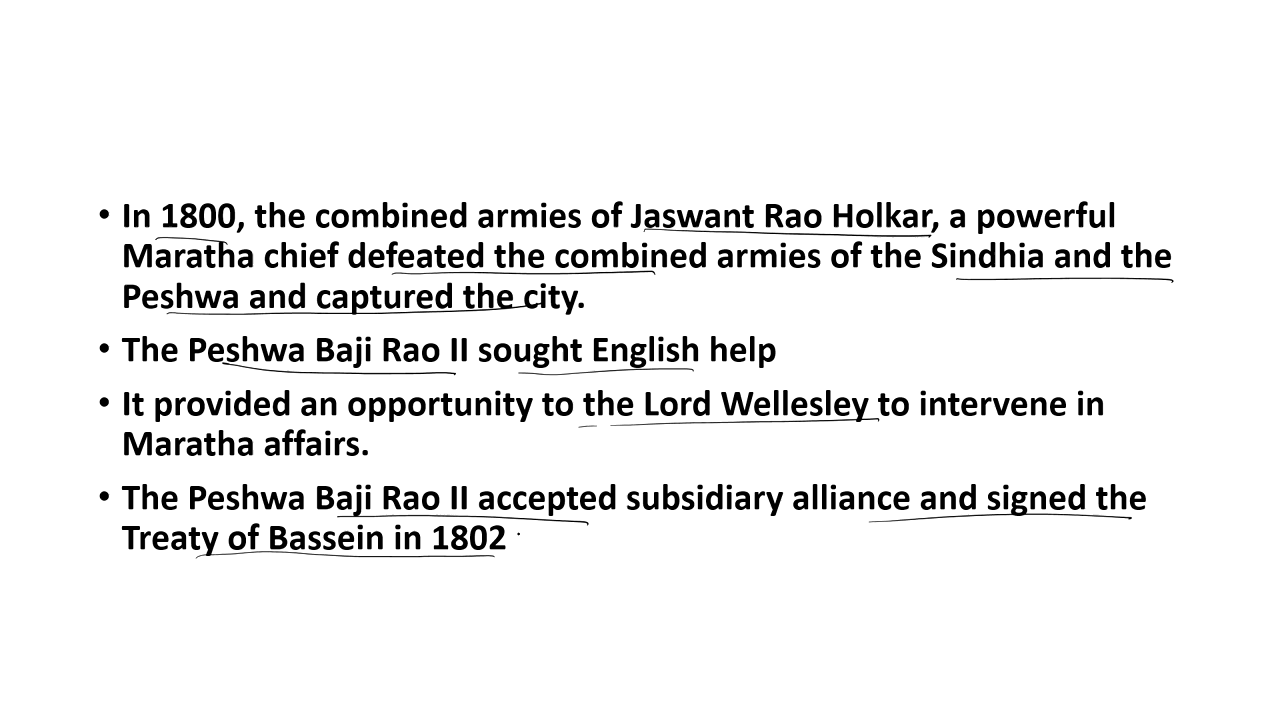 • In 1800, the combined armies of Jaswant Rao Holkar, a powerful
Maratha chief defeated the combined armies of the Sindhia and the
Peshwa and captured the city.
• The Peshwa Baji Rao II sought English help
• It provided an opportunity to the Lord Wellesley to intervene in
Maratha affairs.
• The Peshwa Baji Rao II accepted subsidiary alliance and signed the
Treaty of Bassein in 1802